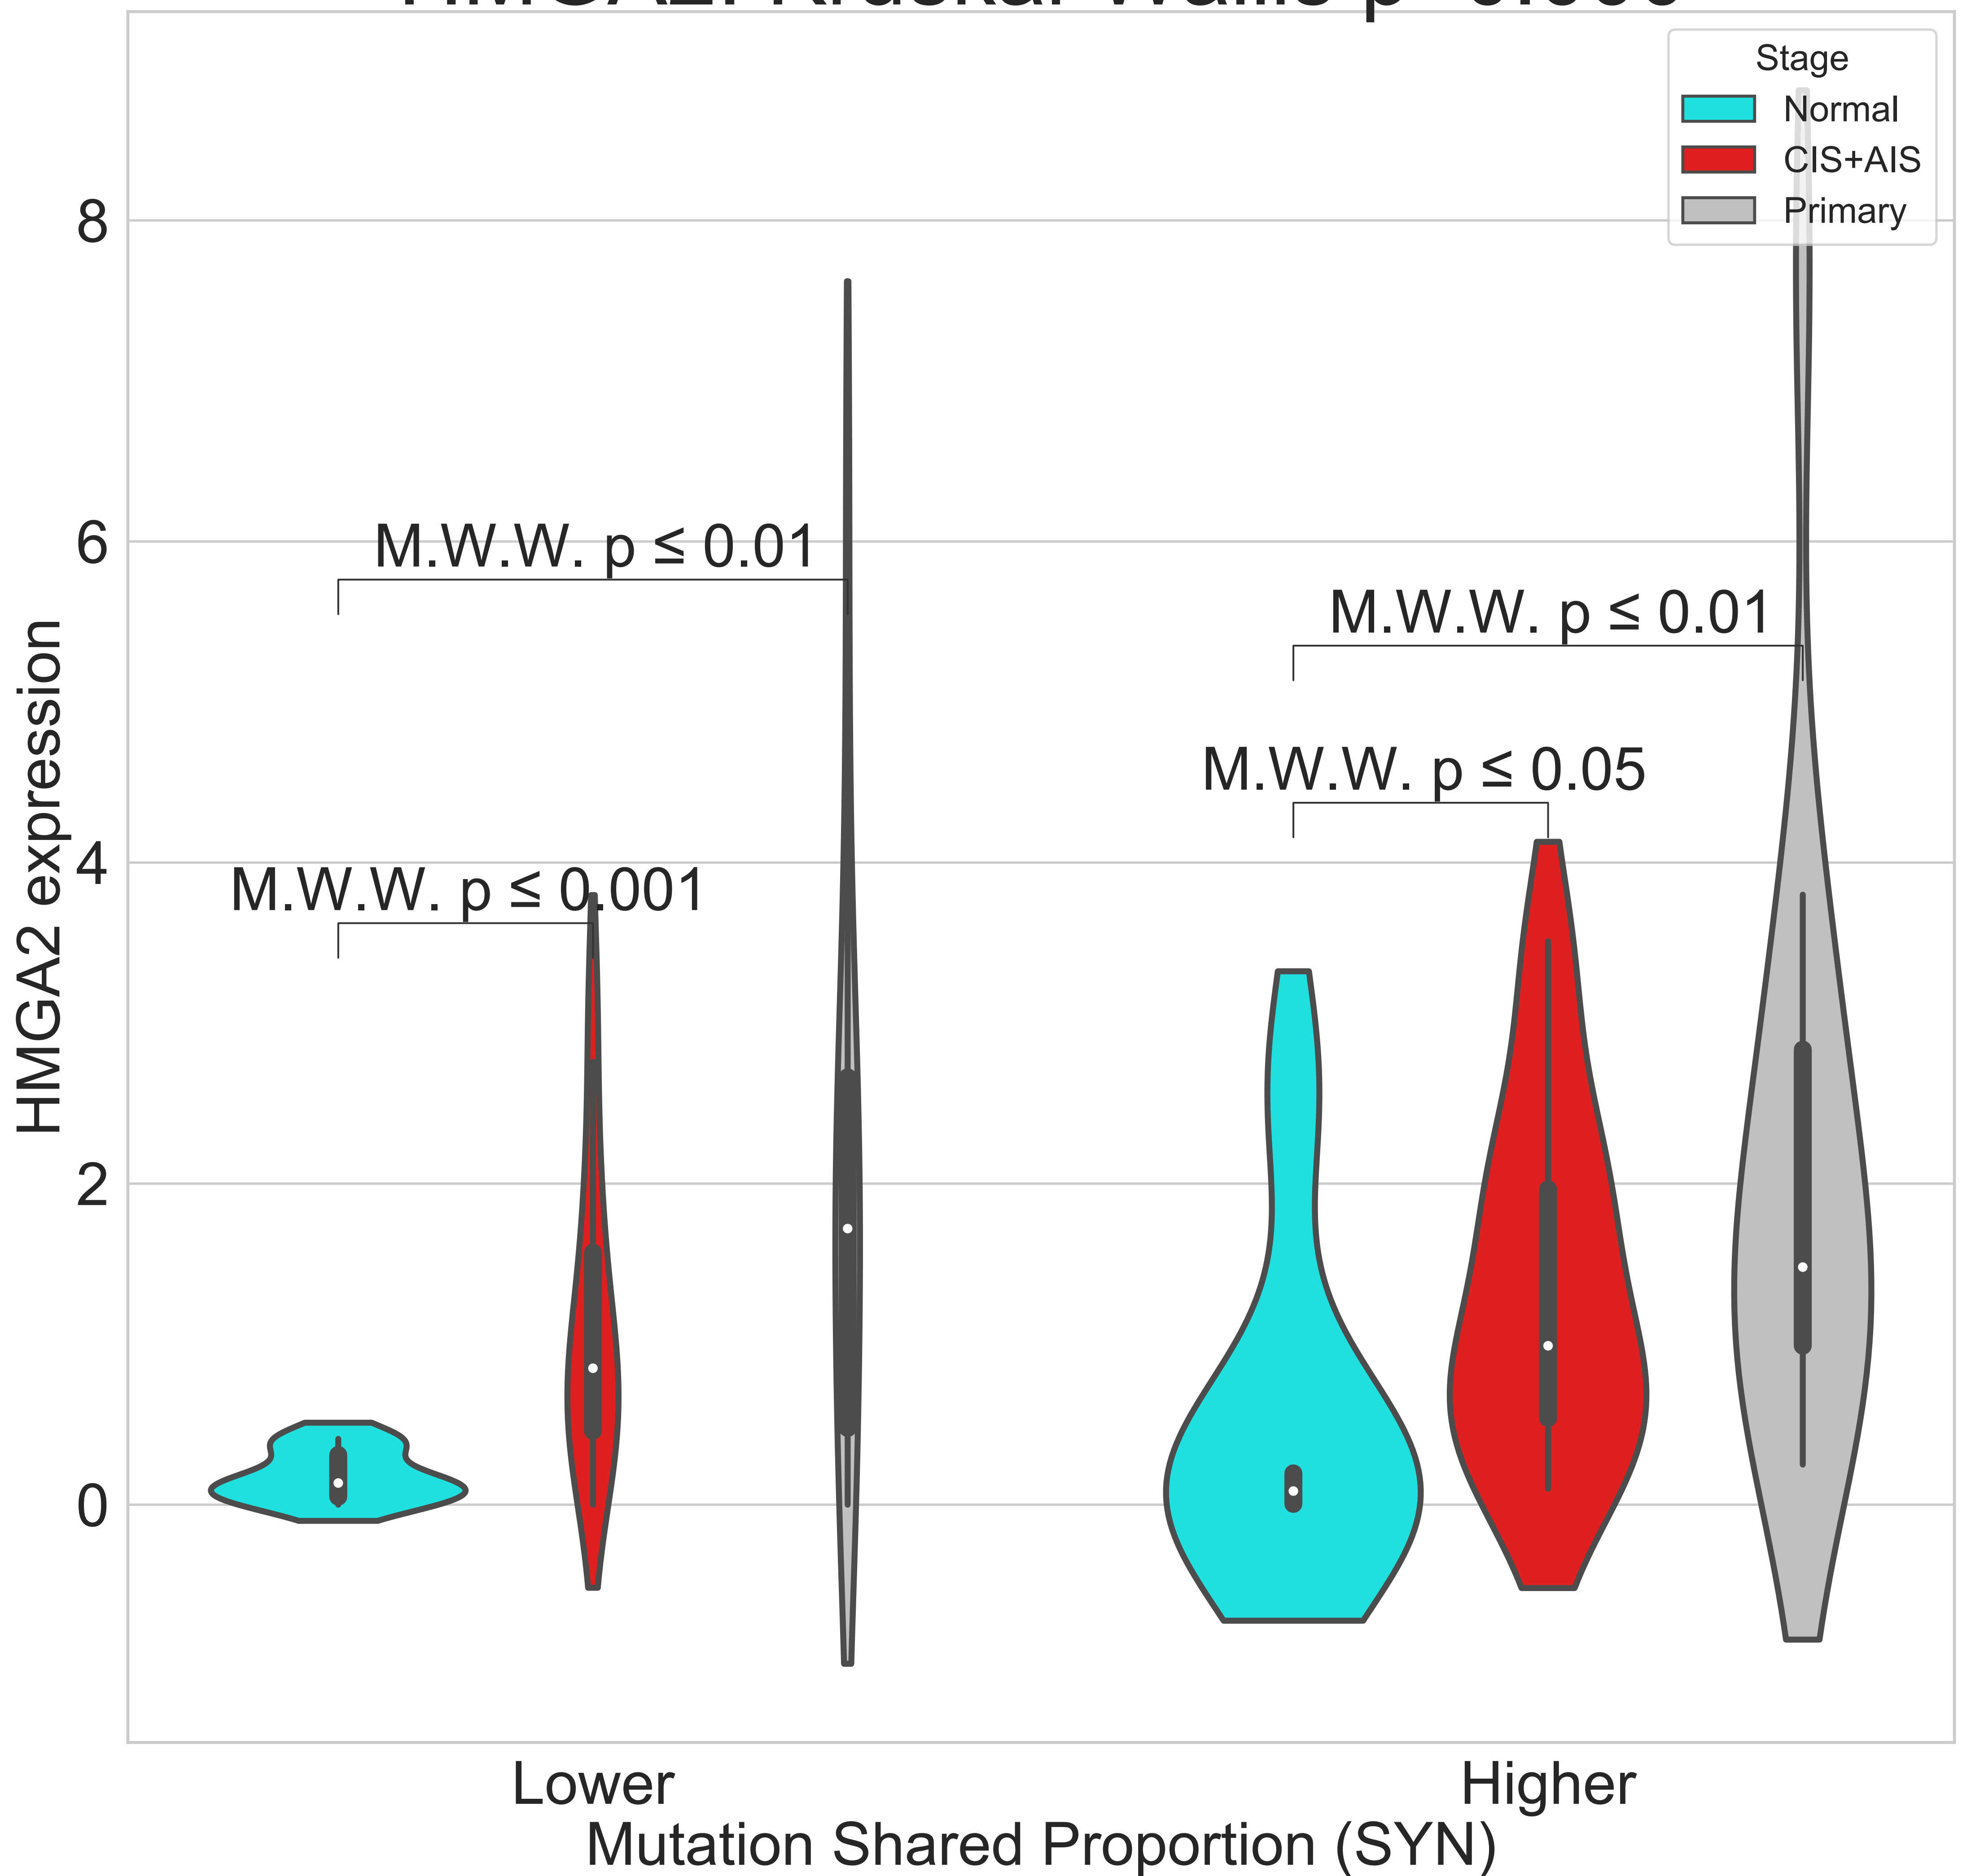 Stage
Normal
CIS+AIS
Primary
8
6
4
2
0
HMGA2 expression
M.W.W. p ≤ 0.01
M.W.W. p ≤ 0.01
M.W.W. p ≤ 0.05
M.W.W. p ≤ 0.001
Lower
Higher
Mutation Shared Proportion (SYN)